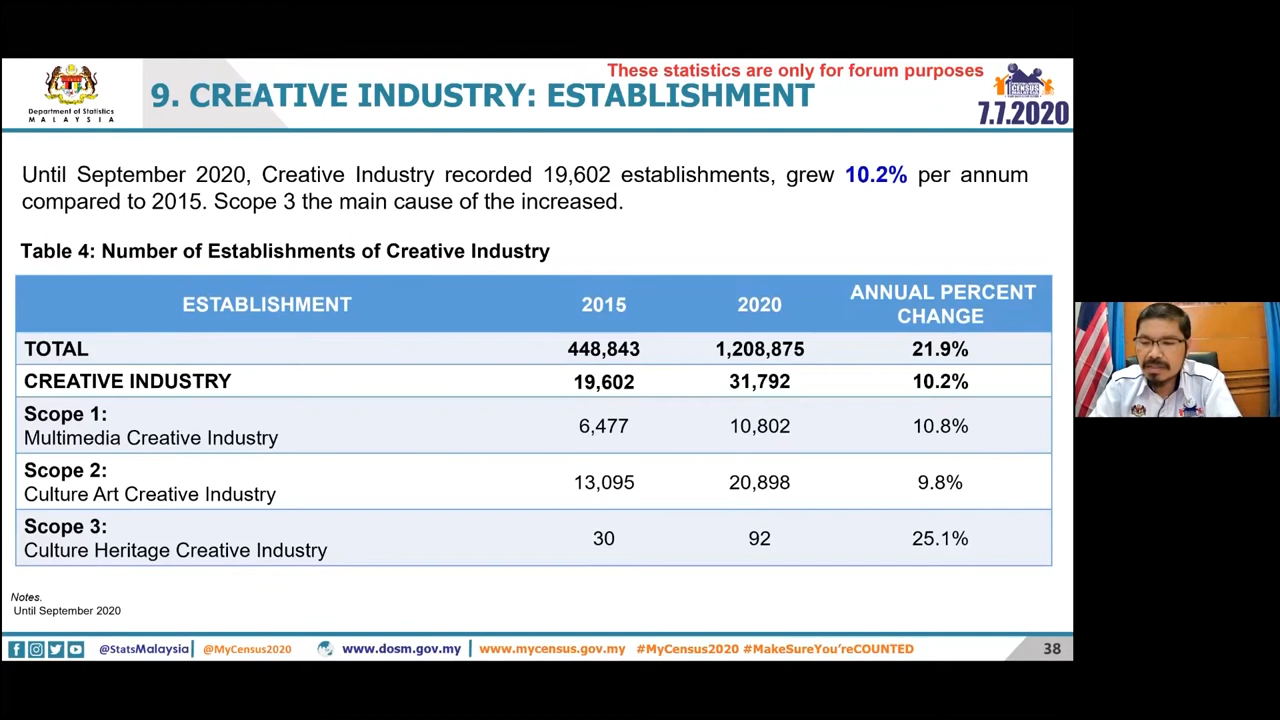 These statistics are only for forum purposes
Department of Statistics
MALAYSIA
9. CREATIVE INDUSTRY: ESTABLISHMENT
CENSUS
7.7.2020
Until September 2020, Creative Industry recorded 19,602 establishments, grew 10.2% per annum
compared to 2015. Scope 3 the main cause of the increased.
Table 4: Number of Establishments of Creative Industry
ESTABLISHMENT 2015 2020 ANNUAL PERCENT CHANGE
TOTAL 448,843 1,208,875 21.9%
CREATIVE INDUSTRY 19,602 31,792 10.2%
Scope 1:
Multimedia Creative Industry 6,477 10,802 10.8%
Scope 2:
Culture Art Creative Industry 13,095 20,898 9.8%
Scope 3:
Culture Heritage Creative Industry 30 92 25.1%
Notes.
Until September 2020
@StatsMalaysia @MyCensus2020 www.dosm.gov.my www.mycensus.gov.my #MyCensus2020 #MakeSureYou'reCOUNTED 38